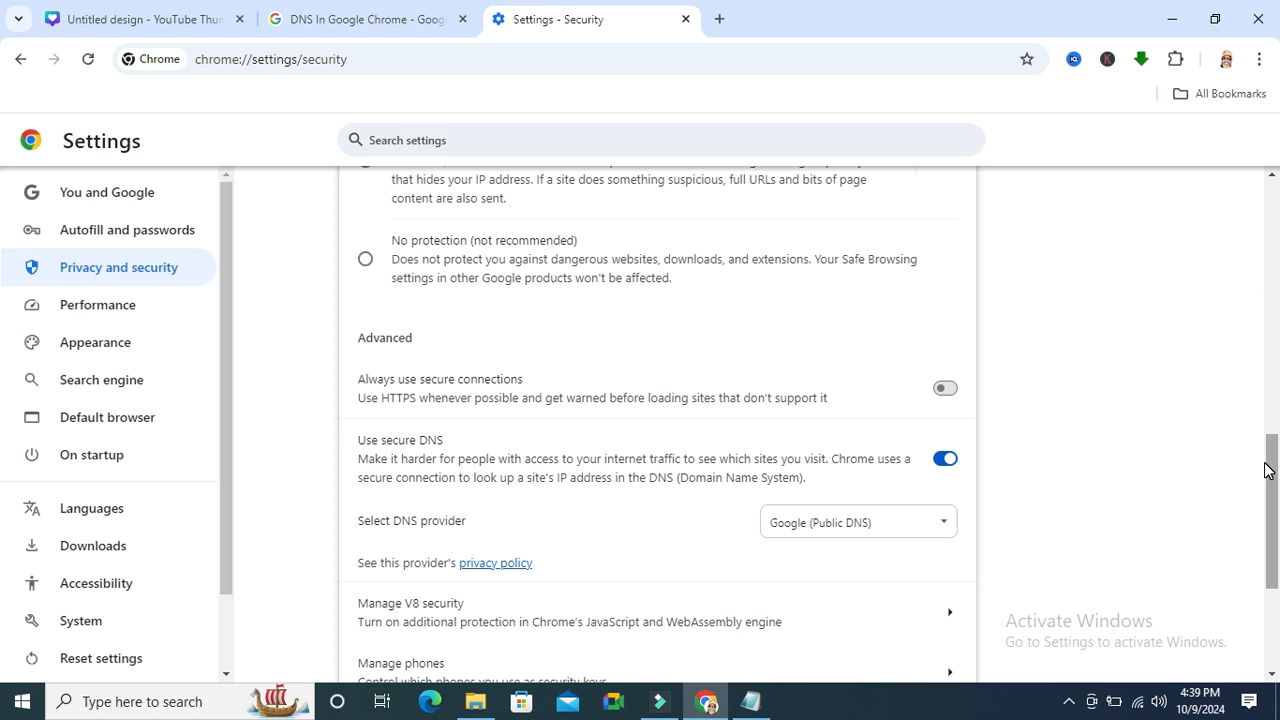 Untitled design - YouTube Thun
DNS In Google Chrome - Goog
Settings - Security
Chrome
chrome://settings/security
All Bookmarks
Settings
Search settings
You and Google
Autofill and passwords
Privacy and security
Performance
Appearance
Search engine
Default browser
On startup
Languages
Downloads
Accessibility
System
Reset settings
that hides your IP address. If a site does something suspicious, full URLs and bits of page
content are also sent.
No protection (not recommended)
Does not protect you against dangerous websites, downloads, and extensions. Your Safe Browsing
settings in other Google products won't be affected.
Advanced
Always use secure connections
Use HTTPS whenever possible and get warned before loading sites that don't support it
Use secure DNS
Make it harder for people with access to your internet traffic to see which sites you visit. Chrome uses a
secure connection to look up a site's IP address in the DNS (Domain Name System).
Select DNS provider
Google (Public DNS)
See this provider's privacy policy
Manage V8 security
Turn on additional protection in Chrome's JavaScript and WebAssembly engine
Manage phones
Control which phones you use as security keys
Activate Windows
Go to Settings to activate Windows.
Type here to search
4:39 PM
10/9/2024